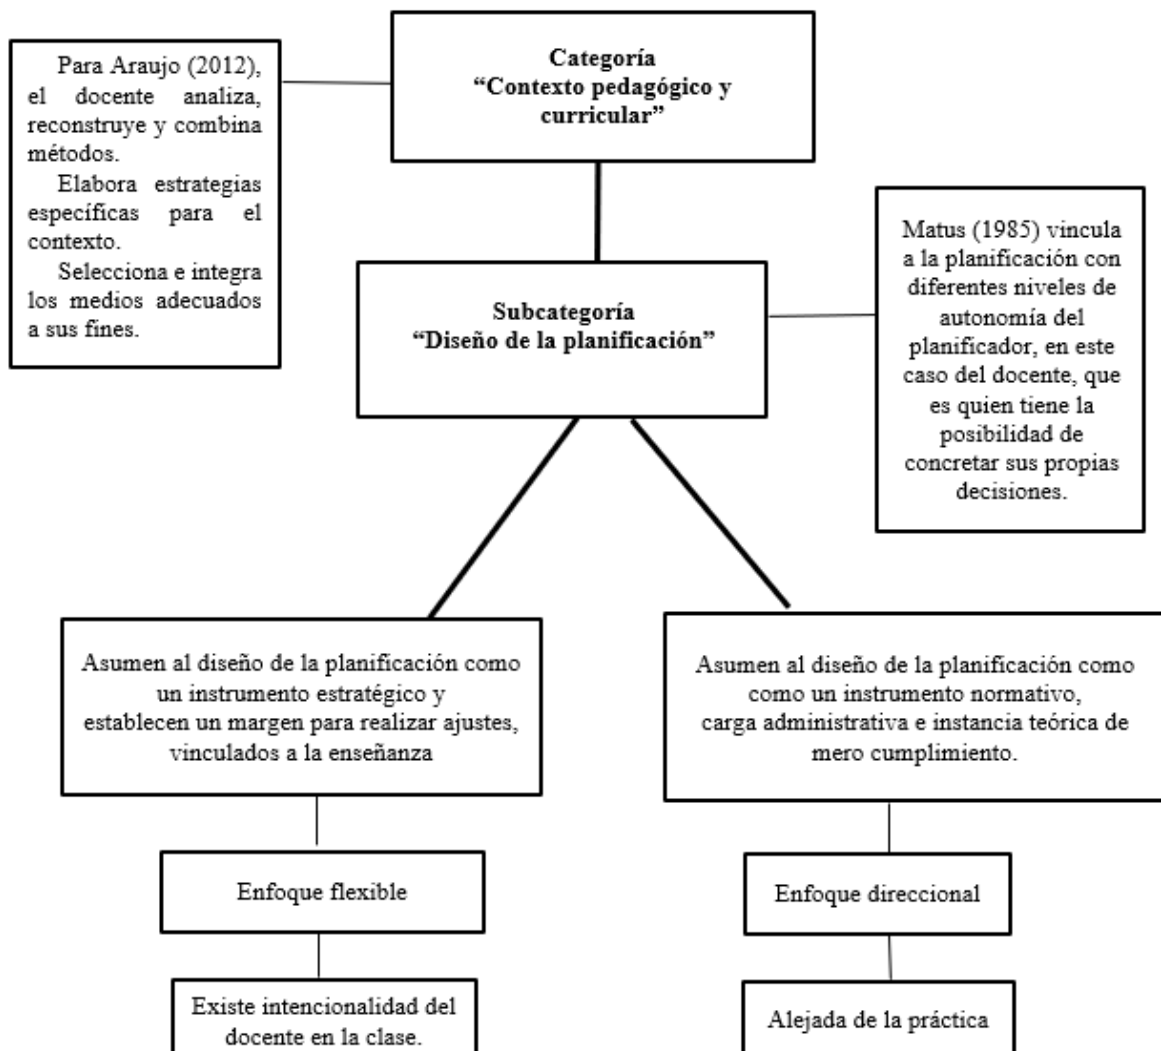 Categoría
“Contexto pedagógico y
curricular”
Para Araujo (2012),
el docente analiza,
reconstruye y combina
métodos.
Elabora estrategias
específicas para el
contexto.
Selecciona e integra
los medios adecuados
a sus fines.
Subcategoría
“Diseño de la planificación”
Matus (1985) vincula
a la planificación con
diferentes niveles de
autonomía del
planificador, en este
caso del docente, que
es quien tiene la
posibilidad de
concretar sus propias
decisiones.
Asumen al diseño de la planificación como
un instrumento estratégico y
establecen un margen para realizar ajustes,
vinculados a la enseñanza
Enfoque flexible
Existe intencionalidad del
docente en la clase.
Asumen al diseño de la planificación como
como un instrumento normativo,
carga administrativa e instancia teórica de
mero cumplimiento.
Enfoque direccional
Alejada de la práctica